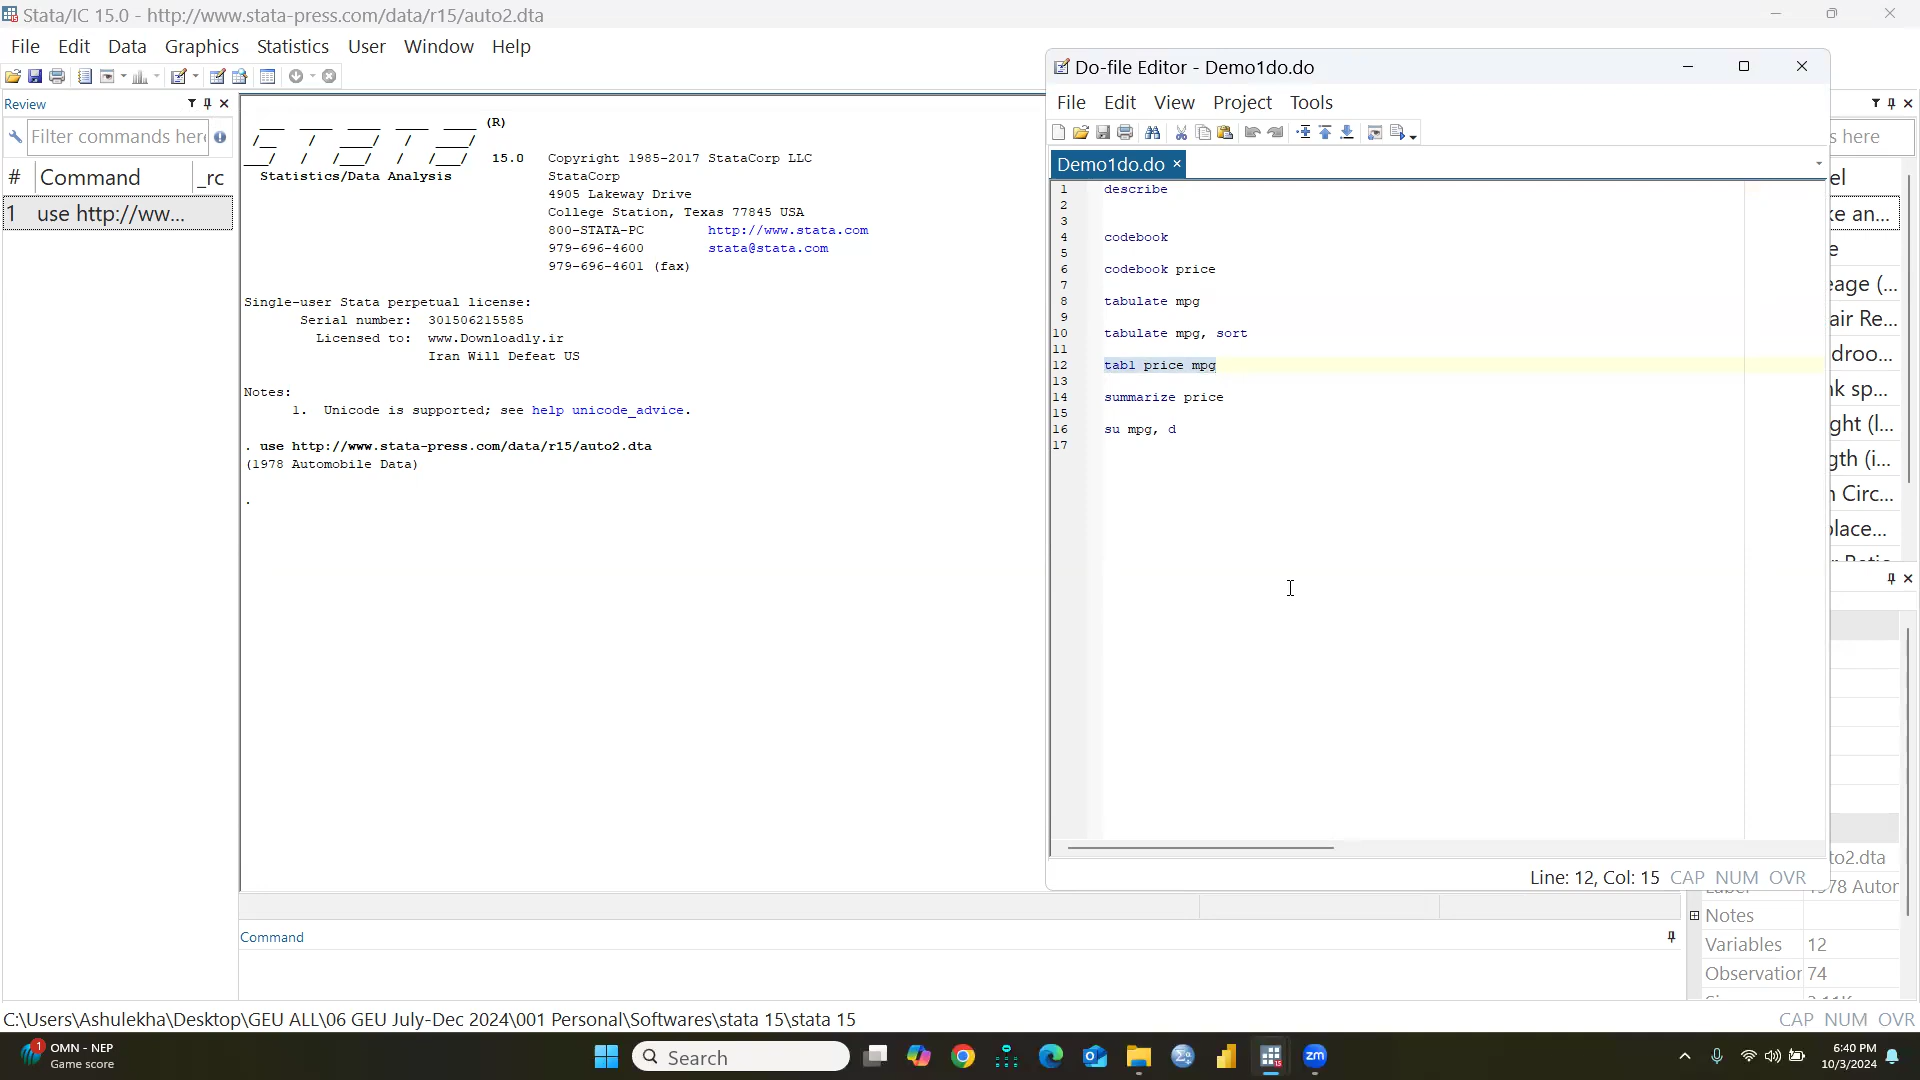 Stata/IC 15.0 - http://www.stata-press.com/data/r15/auto2.dta
File Edit Data Graphics Statistics User Window Help
Review
Filter commands here
# Command _rc
1 use http://ww...
(R)
15.0 Copyright 1985-2017 StataCorp LLC
Statistics/Data Analysis StataCorp
4905 Lakeway Drive
College Station, Texas 77845 USA
800-STATA-PC http://www.stata.com
979-696-4600 stata@stata.com
979-696-4601 (fax)
Single-user Stata perpetual license:
Serial number: 301506215585
Licensed to: www.Downloadly.ir
Iran Will Defeat US
Notes:
1. Unicode is supported; see help unicode_advice.
. use http://www.stata-press.com/data/r15/auto2.dta
(1978 Automobile Data)
.
Do-file Editor - Demo1do.do
File Edit View Project Tools
Demo1do.do
1 describe
2
3
4 codebook
5
6 codebook price
7
8 tabulate mpg
9
10 tabulate mpg, sort
11
12 tab1 price mpg
13
14 summarize price
15
16 su mpg, d
17
Line: 12, Col: 15 CAP NUM OVR
s here
el
ke an...
e
eage (...
air Re...
droo...
nk sp...
ght (l...
gth (i...
n Circ...
place...
to2.dta
978 Autor
Notes
Variables 12
Observation 74
Command
C:\Users\Ashulekha\Desktop\GEU ALL\06 GEU July-Dec 2024\001 Personal\Softwares\stata 15\stata 15
CAP NUM OVR
1
OMN - NEP
Game score
Search
zm
6:40 PM
10/3/2024